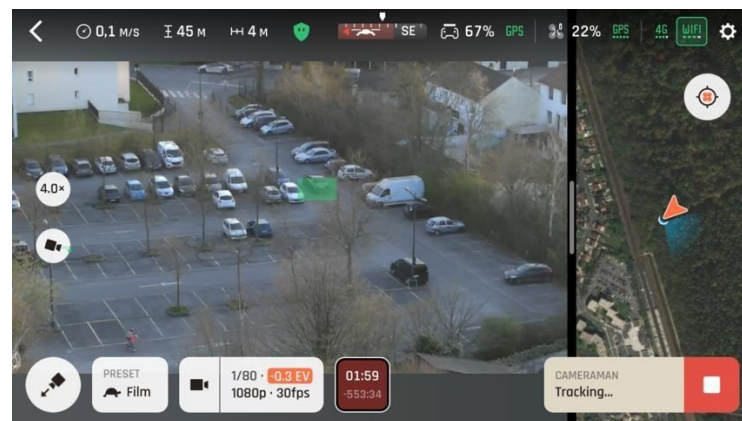 0,1 M/S
45 M
4 M
SE
67% GPS
22% GPS
4G
WIFI
4.0×
PRESET
Film
1/80 · -0.3 EV
1080p · 30fps
01:59
-553:34
CAMERAMAN
Tracking...